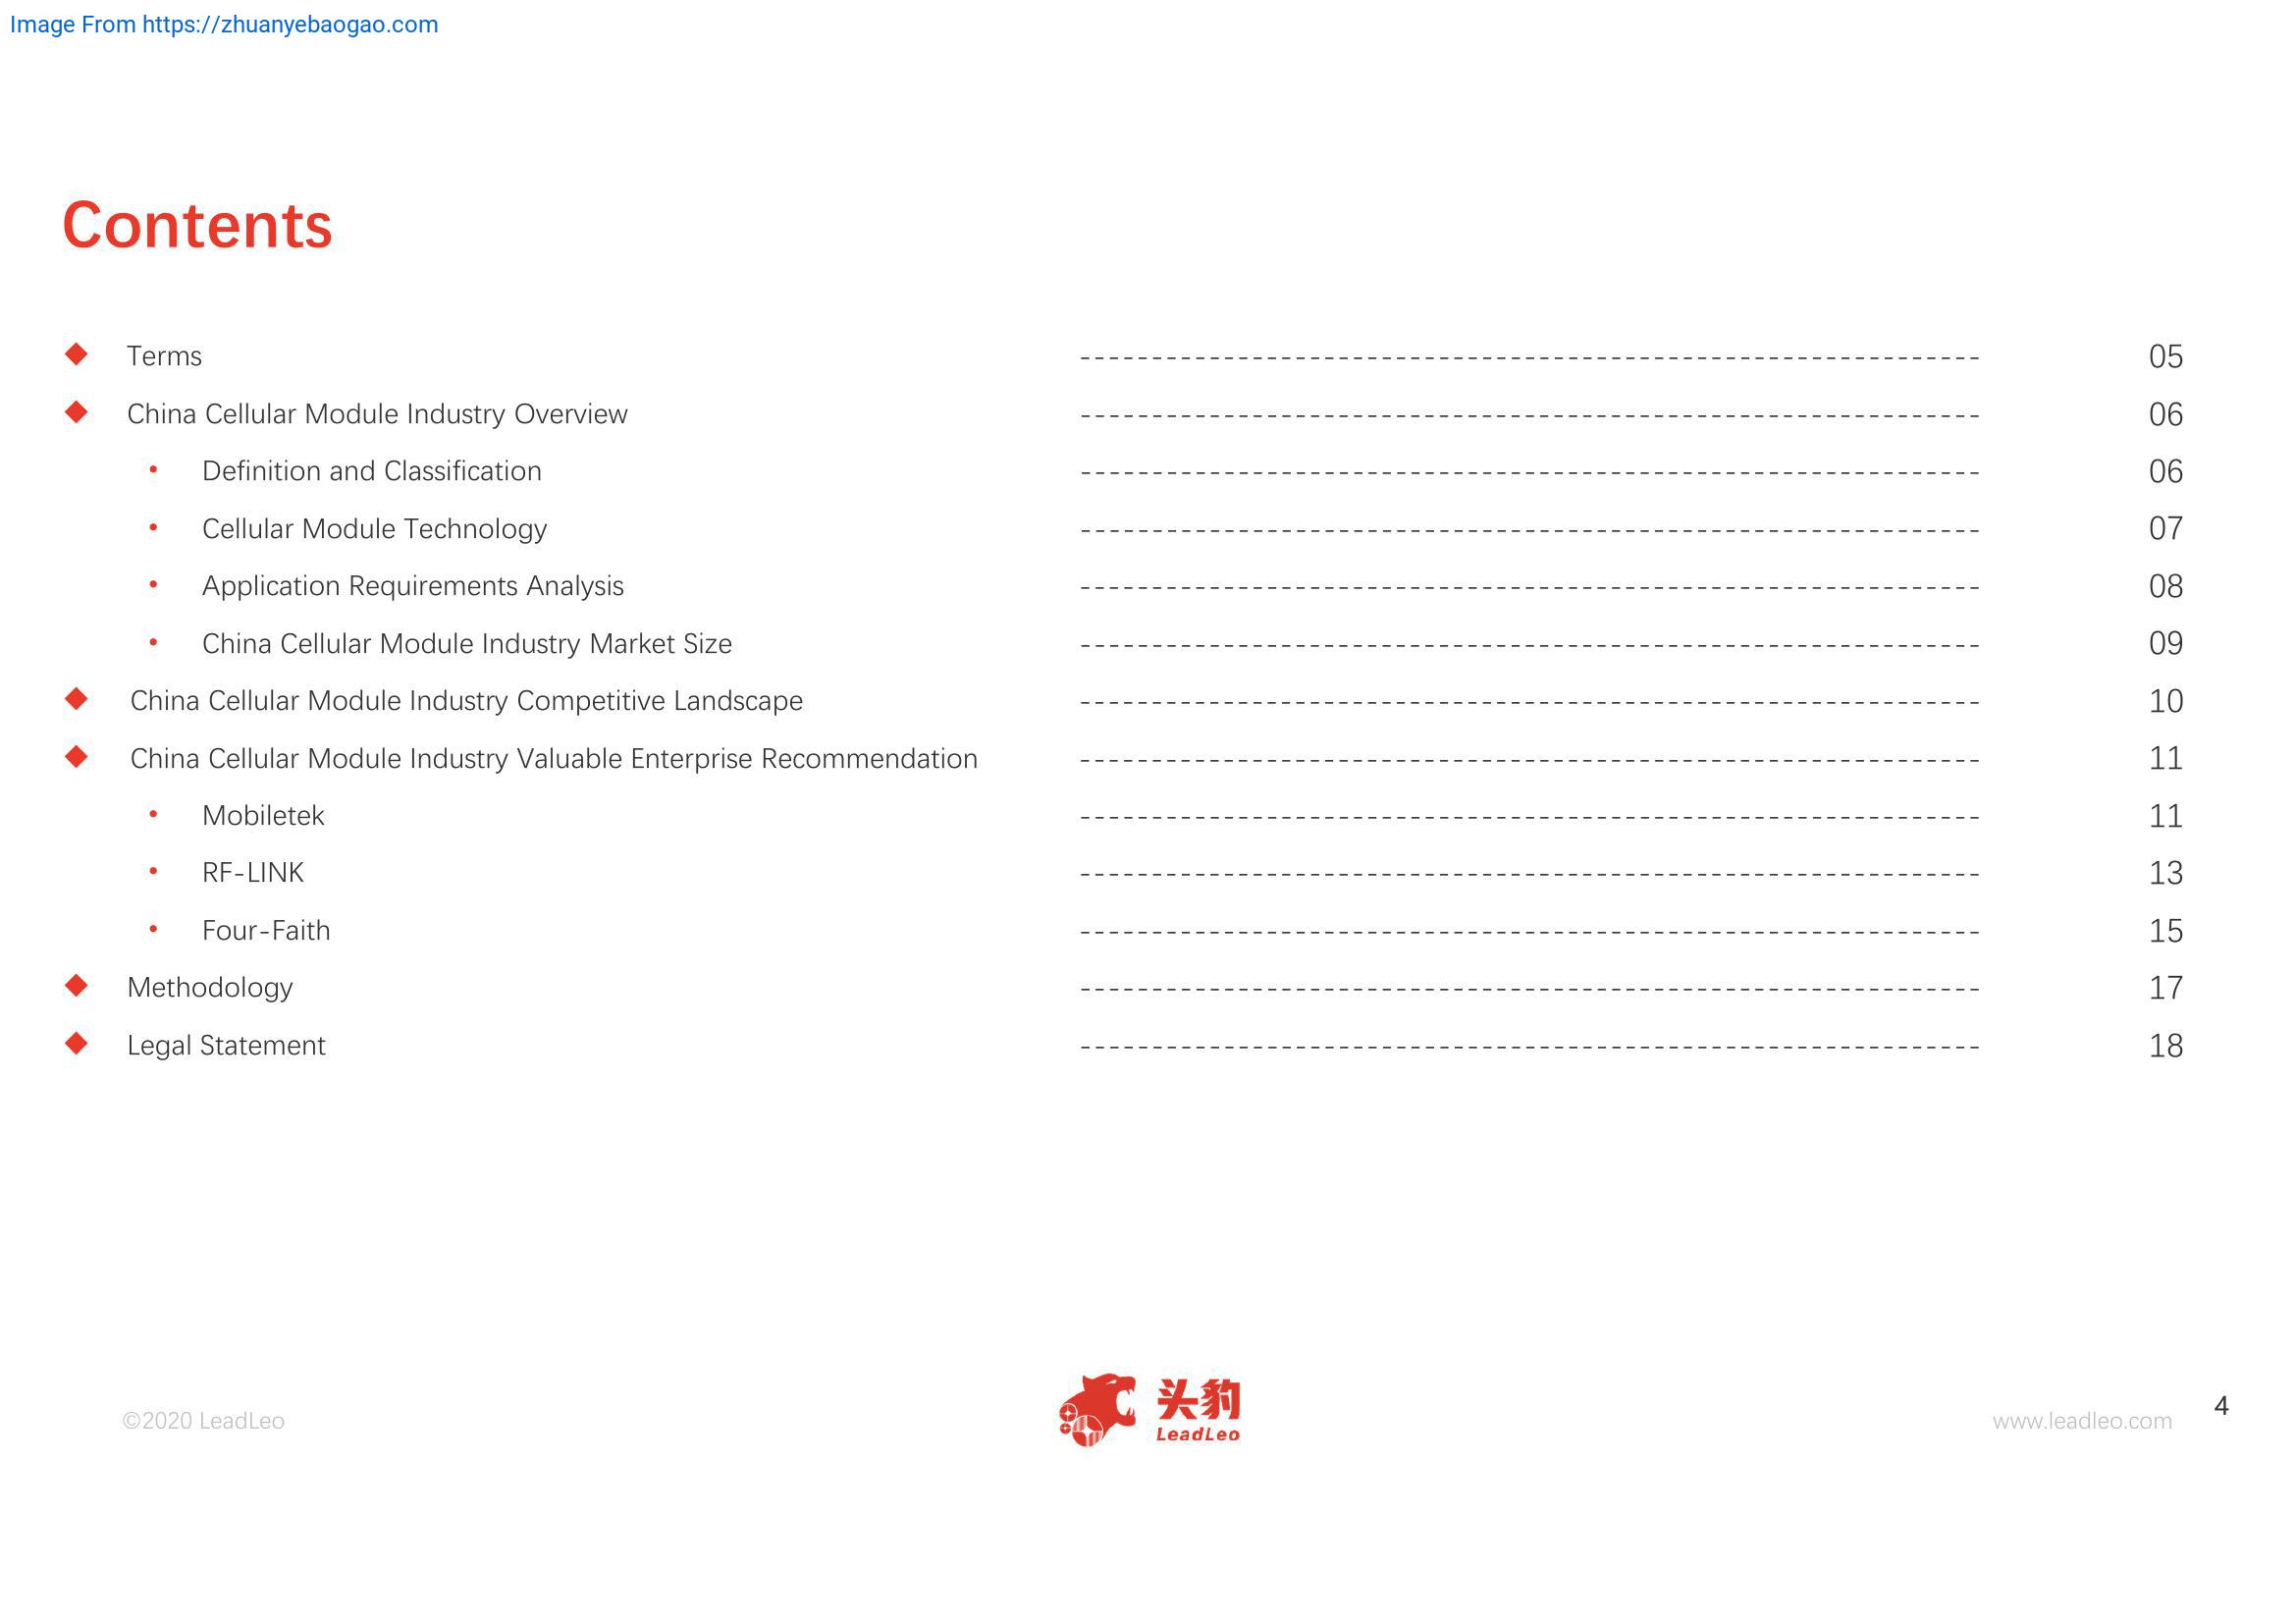 Image From https://zhuanyebaogao.com
Contents
Terms 05
China Cellular Module Industry Overview 06
Definition and Classification 06
Cellular Module Technology 07
Application Requirements Analysis 08
China Cellular Module Industry Market Size 09
China Cellular Module Industry Competitive Landscape 10
China Cellular Module Industry Valuable Enterprise Recommendation 11
Mobiletek 11
RF-LINK 13
Four-Faith 15
Methodology 17
Legal Statement 18
©2020 LeadLeo
头豹
LeadLeo
www.leadleo.com
4